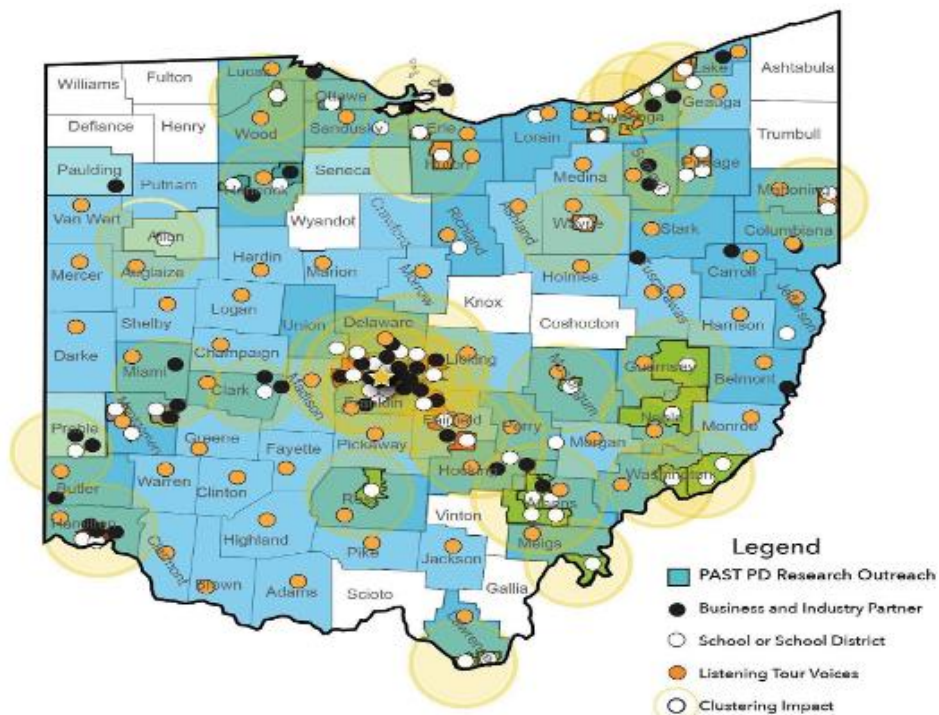 Williams
Fulton
Lucas
Ottawa
Lake
Ashtabula
Geauga
Defiance
Henry
Wood
Sandusky
Erie
Lorain
Trumbull
Paulding
Putnam
Seneca
Huron
Medina
Portage
Mahoning
Van Wert
Wyandot
Crawford
Richland
Ashland
Wayne
Stark
Columbiana
Allen
Mercer
Auglaize
Hardin
Marion
Morrow
Holmes
Tuscarawas
Carroll
Jefferson
Logan
Knox
Coshocton
Harrison
Shelby
Union
Delaware
Darke
Champaign
Licking
Guernsey
Belmont
Miami
Clark
Madison
Franklin
Fairfield
Perry
Noble
Monroe
Preble
Greene
Fayette
Pickaway
Morgan
Washington
Butler
Warren
Clinton
Hocking
Athens
Vinton
Meigs
Hamilton
Clermont
Highland
Pike
Jackson
Gallia
Brown
Adams
Scioto
Lawrence
Legend
PAST PD Research Outreach
Business and Industry Partner
School or School District
Listening Tour Voices
Clustering Impact